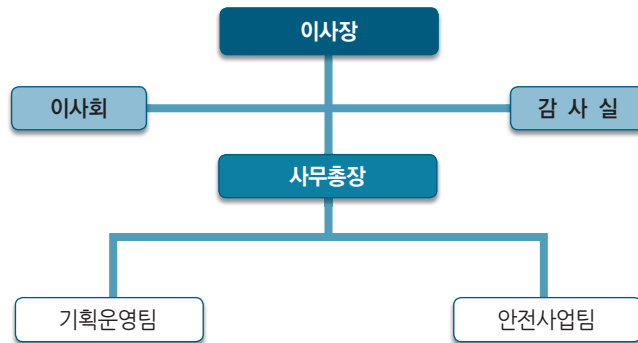 이사장
이사회
감 사 실
사무총장
기획운영팀
안전사업팀